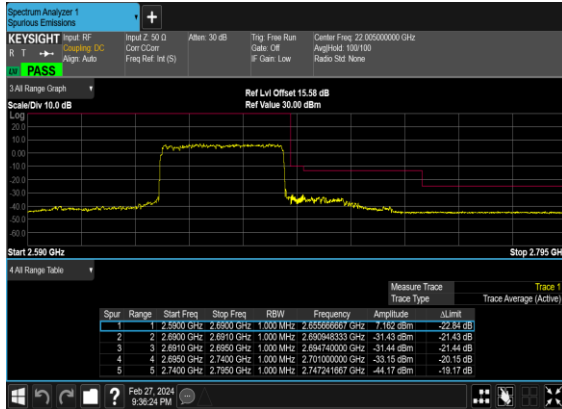 Spectrum Analyzer 1
Spurious Emissions
+
KEYSIGHT Input: RF Input Z: 50 Ω Atten: 30 dB Trig: Free Run Center Freq: 22.005000000 GHz
R T Coupling: DC Corr CCorr Gate: Off Avg|Hold: 100/100
Align: Auto Freq Ref: Int (S) IF Gain: Low Radio Std: None
PASS
3 All Range Graph
Ref Lvl Offset 15.58 dB
Scale/Div 10.0 dB Ref Value 30.00 dBm
Log
20.0
10.0
0.00
-10.0
-20.0
-30.0
-40.0
-50.0
-60.0
Start 2.590 GHz Stop 2.795 GH
4 All Range Table
Measure Trace Trace 1
Trace Type Trace Average (Active)
Spur Range Start Freq Stop Freq RBW Frequency Amplitude ΔLimit
1 1 2.5900 GHz 2.6900 GHz 1.000 MHz 2.655666667 GHz 7.162 dBm -22.84 dB
2 2 2.6900 GHz 2.6910 GHz 1.000 MHz 2.690948333 GHz -31.43 dBm -21.43 dB
3 3 2.6910 GHz 2.6950 GHz 1.000 MHz 2.694740000 GHz -31.44 dBm -21.44 dB
4 4 2.6950 GHz 2.7400 GHz 1.000 MHz 2.701000000 GHz -33.15 dBm -20.15 dB
5 5 2.7400 GHz 2.7950 GHz 1.000 MHz 2.747241667 GHz -44.17 dBm -19.17 dB
? Feb 27, 2024
9:36:24 PM